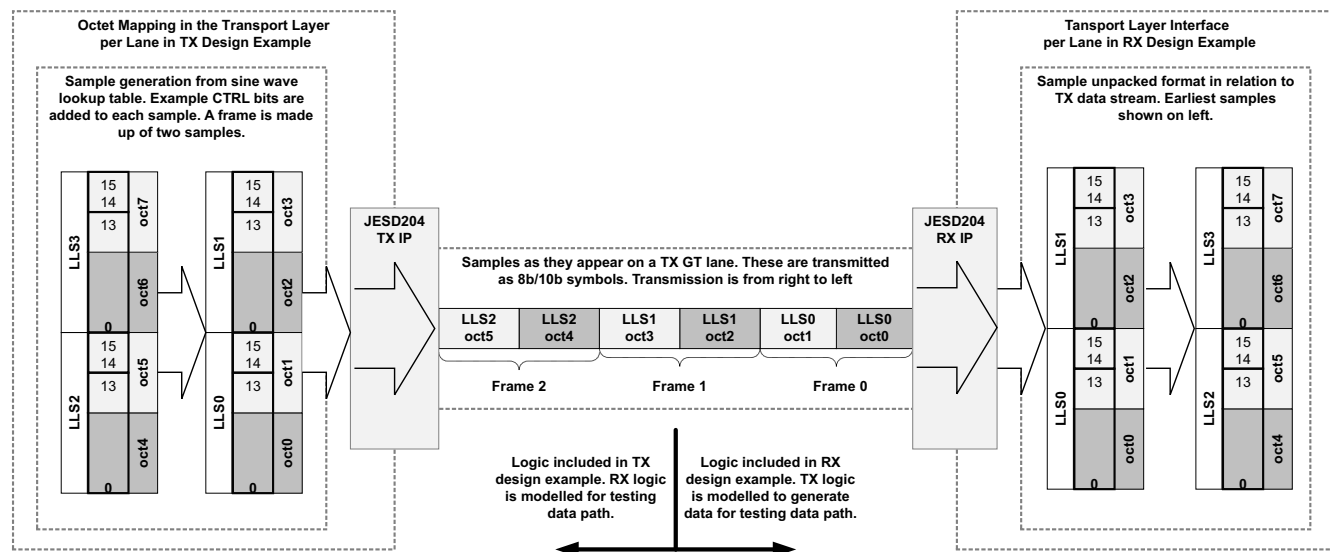 Octet Mapping in the Transport Layer
per Lane in TX Design Example
Sample generation from sine wave
lookup table. Example CTRL bits are
added to each sample. A frame is made
up of two samples.
LLS3
15
14
13
0
oct7
oct6
LLS2
15
14
13
0
oct5
oct4
LLS1
15
14
13
0
oct3
oct2
LLS0
15
14
13
0
oct1
oct0
JESD204
TX IP
Samples as they appear on a TX GT lane. These are transmitted
as 8b/10b symbols. Transmission is from right to left
LLS2
oct5
LLS2
oct4
LLS1
oct3
LLS1
oct2
LLS0
oct1
LLS0
oct0
Frame 2
Frame 1
Frame 0
Logic included in TX
design example. RX logic
is modelled for testing
data path.
Logic included in RX
design example. TX logic
is modelled to generate
data for testing data path.
JESD204
RX IP
Tansport Layer Interface
per Lane in RX Design Example
Sample unpacked format in relation to
TX data stream. Earliest samples
shown on left.
LLS1
15
14
13
0
oct3
oct2
LLS0
15
14
13
0
oct1
oct0
LLS3
15
14
13
0
oct7
oct6
LLS2
15
14
13
0
oct5
oct4